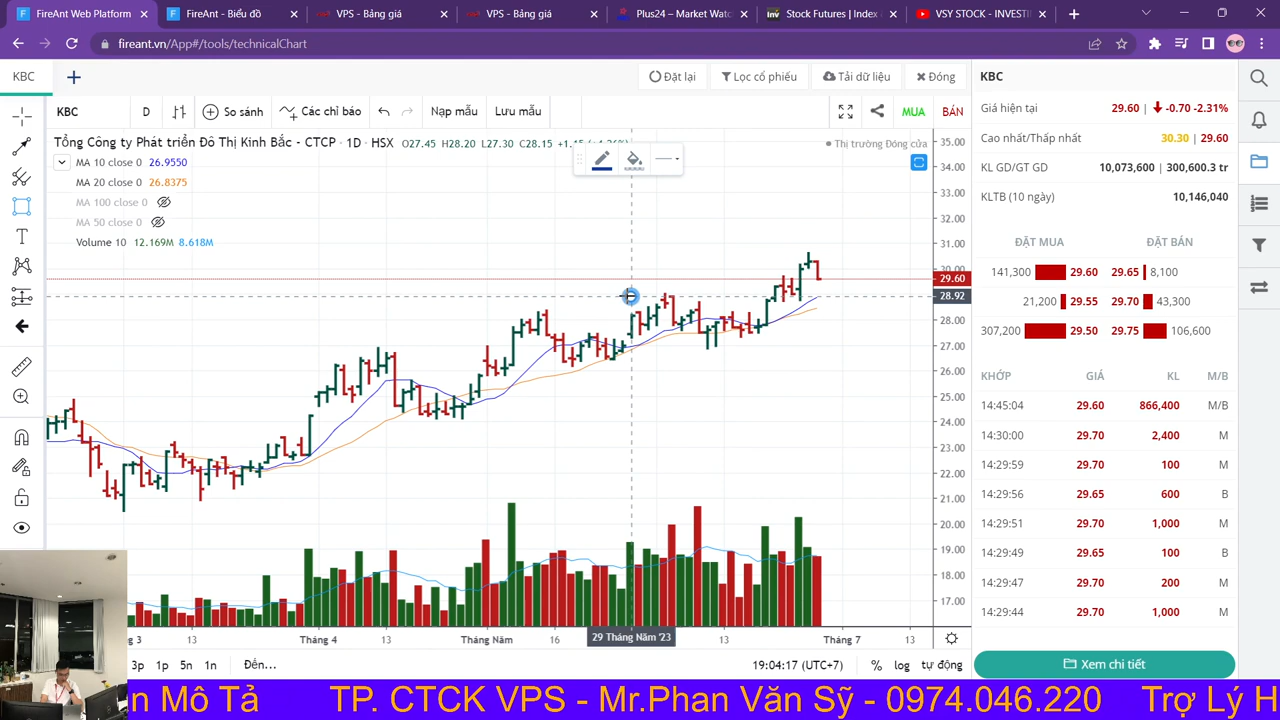 FireAnt Web Platform
FireAnt - Biểu đồ
VPS - Bảng giá
VPS - Bảng giá
Plus24 – Market Watc
Stock Futures | Index
VSY STOCK - INVESTI
fireant.vn/App#/tools/technicalChart
KBC
Đặt lại
Lọc cổ phiếu
Tải dữ liệu
Đóng
KBC
KBC
D
So sánh
Các chỉ báo
Nạp mẫu
Lưu mẫu
MUA
BÁN
Tổng Công ty Phát triển Đô Thị Kinh Bắc - CTCP · 1D · HSX O27.45 H28.20 L27.30 C28.15
Thị trường Đóng cửa
MA 10 close 0 26.9550
MA 20 close 0 26.8375
MA 100 close 0
MA 50 close 0
Volume 10 12.169M 8.618M
35.00
34.00
33.00
32.00
31.00
30.00
29.60
28.92
28.00
27.00
26.00
25.00
24.00
23.00
22.00
21.00
20.00
19.00
18.00
17.00
13
Tháng 4
13
Tháng Năm
16
29 Tháng Năm '23
13
Tháng 7
13
3p 1p 5n 1n Đến...
19:04:17 (UTC+7) % log tự động
Giá hiện tại 29.60 | -0.70 -2.31%
Cao nhất/Thấp nhất 30.30 | 29.60
KL GD/GT GD 10,073,600 | 300,600.3 tr
KLTB (10 ngày) 10,146,040
ĐẶT MUA ĐẶT BÁN
141,300 29.60 29.65 8,100
21,200 29.55 29.70 43,300
307,200 29.50 29.75 106,600
KHỚP GIÁ KL M/B
14:45:04 29.60 866,400 M/B
14:30:00 29.70 2,400 M
14:29:59 29.70 100 M
14:29:56 29.65 600 B
14:29:51 29.70 1,000 M
14:29:49 29.65 100 B
14:29:47 29.70 200 M
14:29:44 29.70 1,000 M
Xem chi tiết
n Mô Tả TP. CTCK VPS - Mr.Phan Văn Sỹ - 0974.046.220 Trợ Lý H